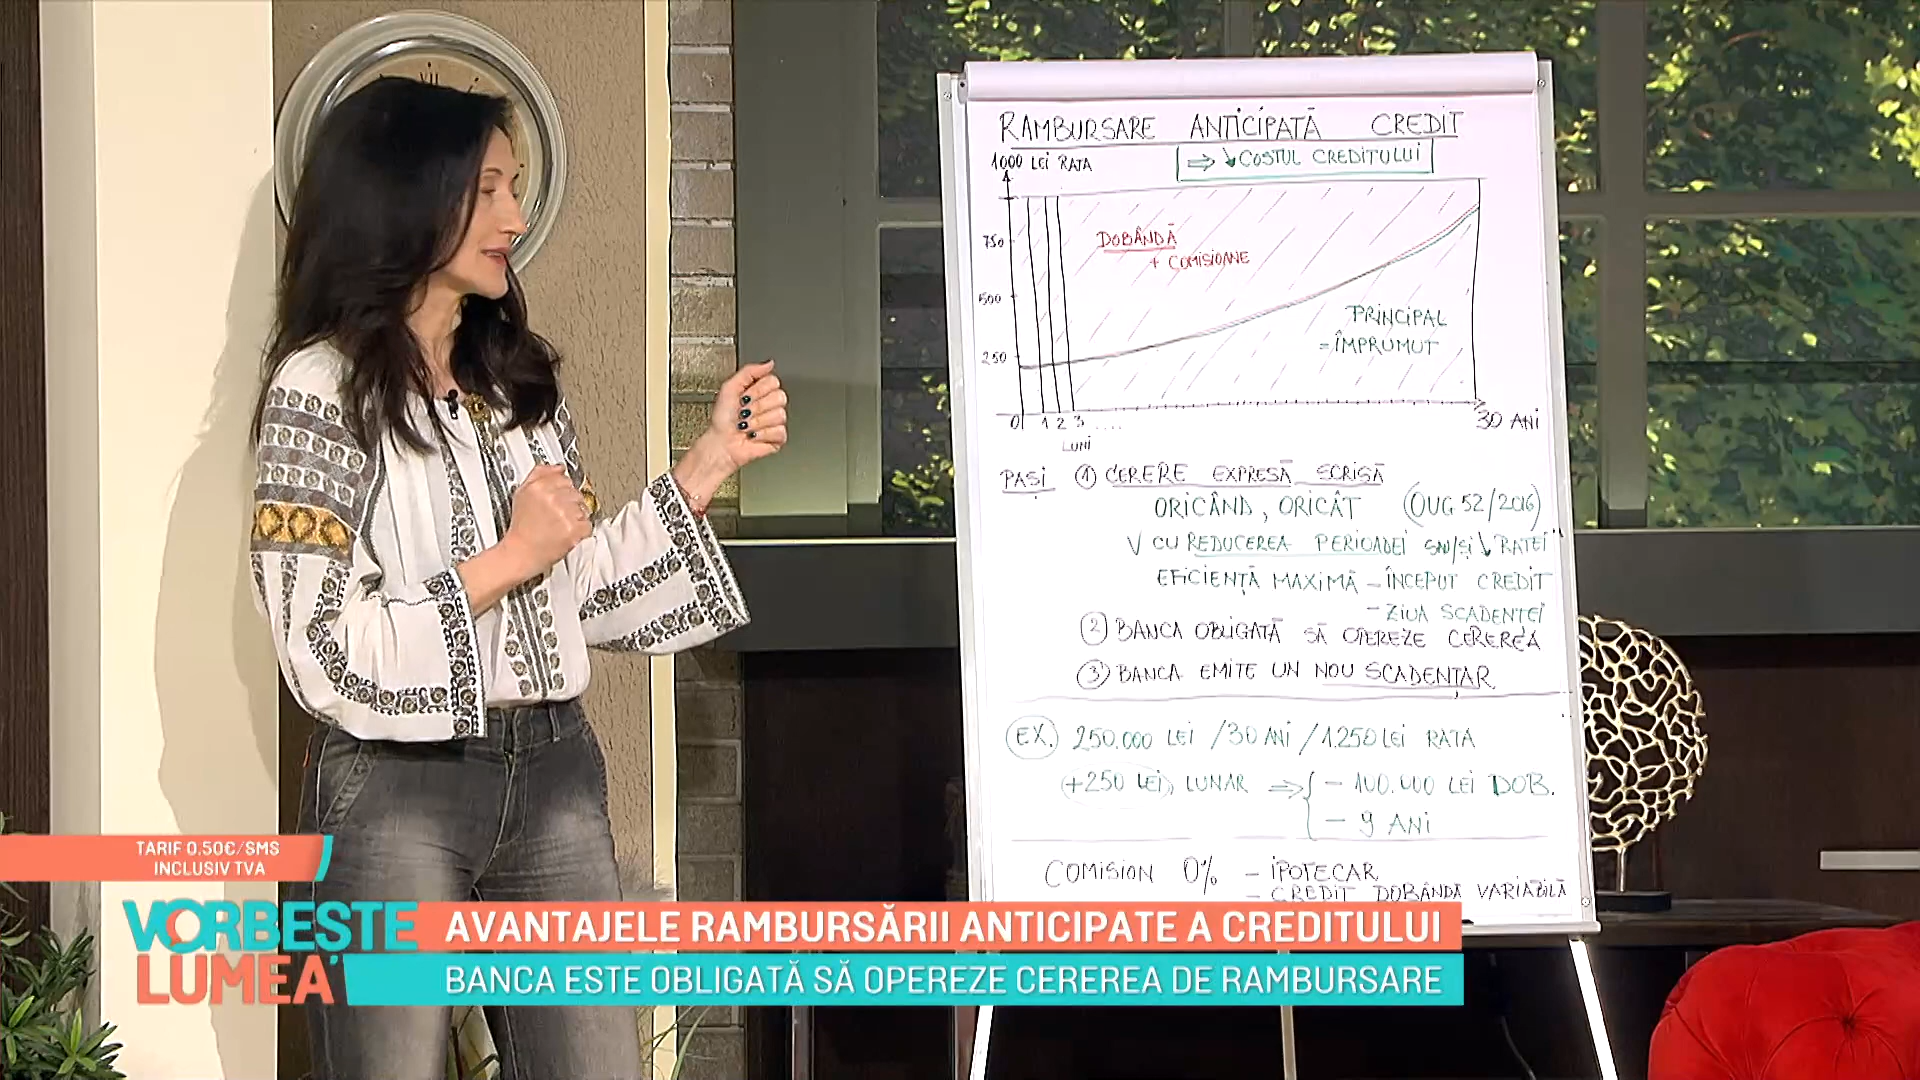 VII
RAMBURSARE ANTICIPATĂ CREDIT
1000 LEI RATA
⇒ ↘ COSTUL CREDITULUI
750
DOBÂNDĂ
+ COMISIOANE
500
PRINCIPAL
= ÎMPRUMUT
250
0 1 2 3 ....
30 ANI
LUNI
PAȘI ① CERERE EXPRESĂ SCRISĂ
ORICÂND, ORICÂT (OUG 52/2016)
V CU REDUCEREA PERIOADEI SAU/ȘI ↓ RATEI
EFICIENȚĂ MAXIMĂ - ÎNCEPUT CREDIT
- ZIUA SCADENTEI
② BANCA OBLIGATĂ SĂ OPEREZE CEREREA
③ BANCA EMITE UN NOU SCADENȚAR
EX. 250.000 LEI /30 ANI /1.250 LEI RATA
+250 LEI, LUNAR ⇒ { - 100.000 LEI DOB.
- 9 ANI
COMISION 0% - IPOTECAR
- CREDIT DOBÂNDĂ VARIABILĂ
TARIF 0.50€/SMS
INCLUSIV TVA
VORBEȘTE
LUMEA
AVANTAJELE RAMBURSĂRII ANTICIPATE A CREDITULUI
BANCA ESTE OBLIGATĂ SĂ OPEREZE CEREREA DE RAMBURSARE